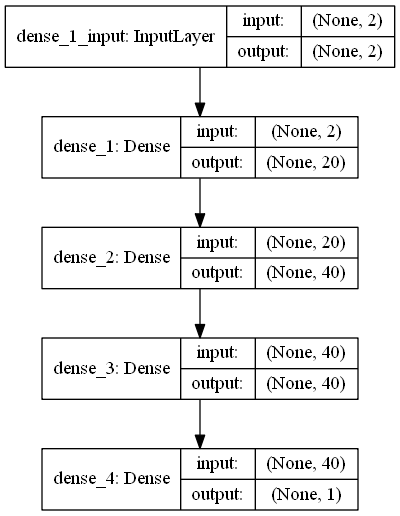 dense_1_input: InputLayer
input: (None, 2)
output: (None, 2)
dense_1: Dense
input: (None, 2)
output: (None, 20)
dense_2: Dense
input: (None, 20)
output: (None, 40)
dense_3: Dense
input: (None, 40)
output: (None, 40)
dense_4: Dense
input: (None, 40)
output: (None, 1)